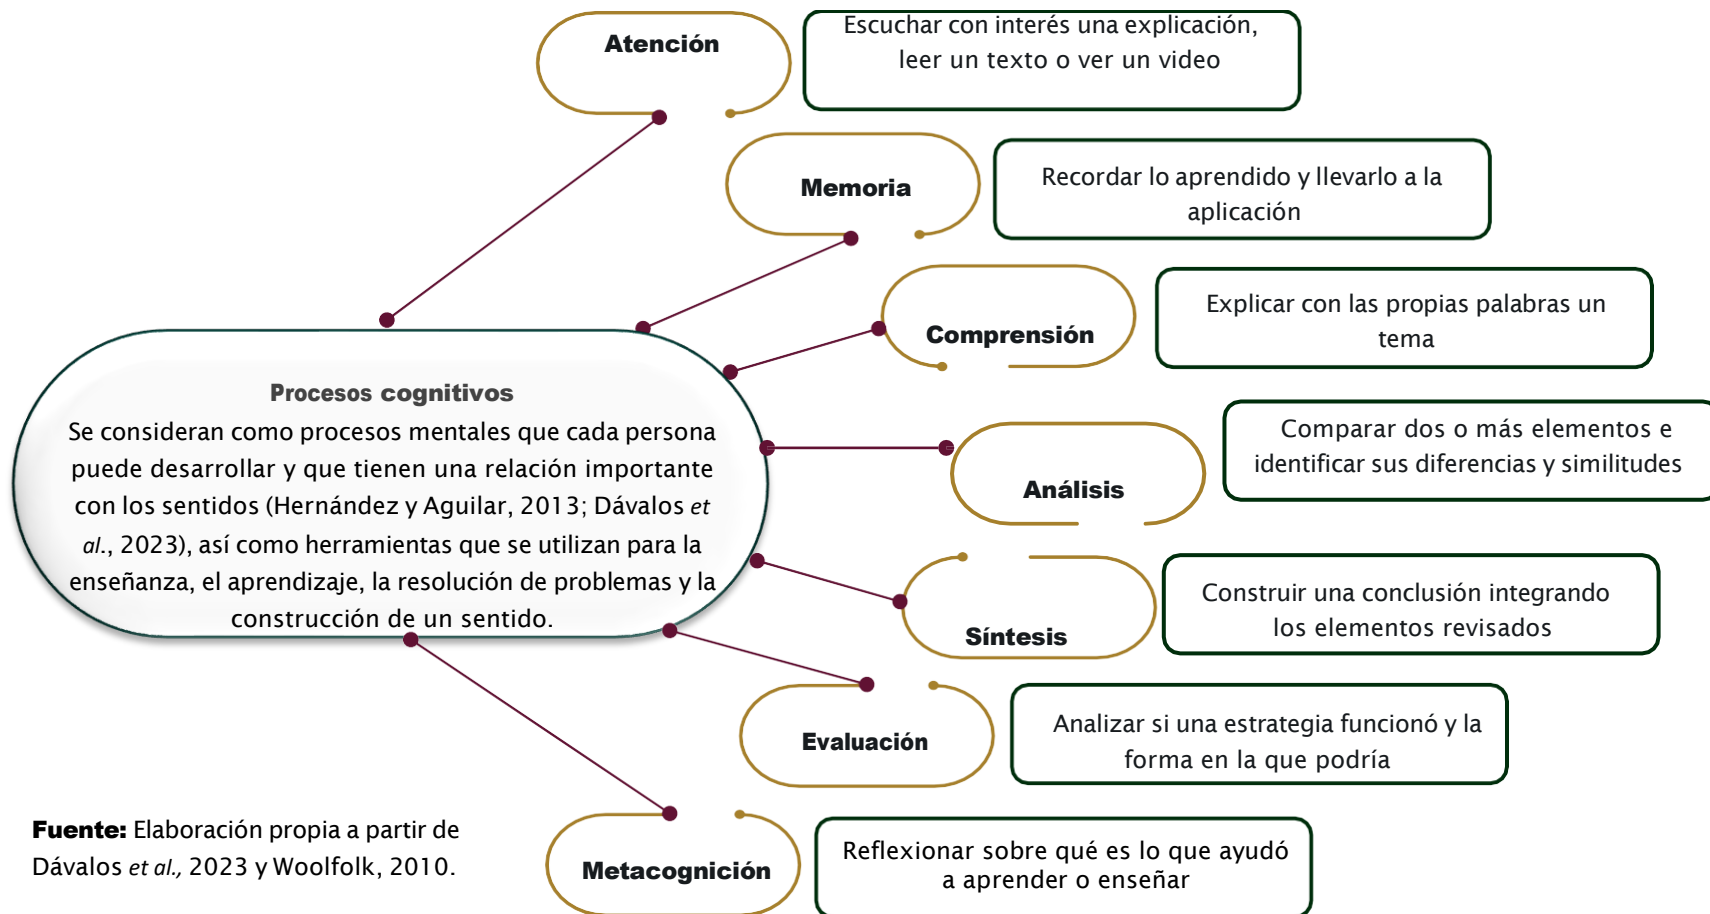 Atención
Escuchar con interés una explicación,
leer un texto o ver un video
Memoria
Recordar lo aprendido y llevarlo a la
aplicación
Comprensión
Explicar con las propias palabras un
tema
Procesos cognitivos
Se consideran como procesos mentales que cada persona
puede desarrollar y que tienen una relación importante
con los sentidos (Hernández y Aguilar, 2013; Dávalos et
al., 2023), así como herramientas que se utilizan para la
enseñanza, el aprendizaje, la resolución de problemas y la
construcción de un sentido.
Análisis
Comparar dos o más elementos e
identificar sus diferencias y similitudes
Síntesis
Construir una conclusión integrando
los elementos revisados
Evaluación
Analizar si una estrategia funcionó y la
forma en la que podría
Metacognición
Reflexionar sobre qué es lo que ayudó
a aprender o enseñar
Fuente: Elaboración propia a partir de
Dávalos et al., 2023 y Woolfolk, 2010.